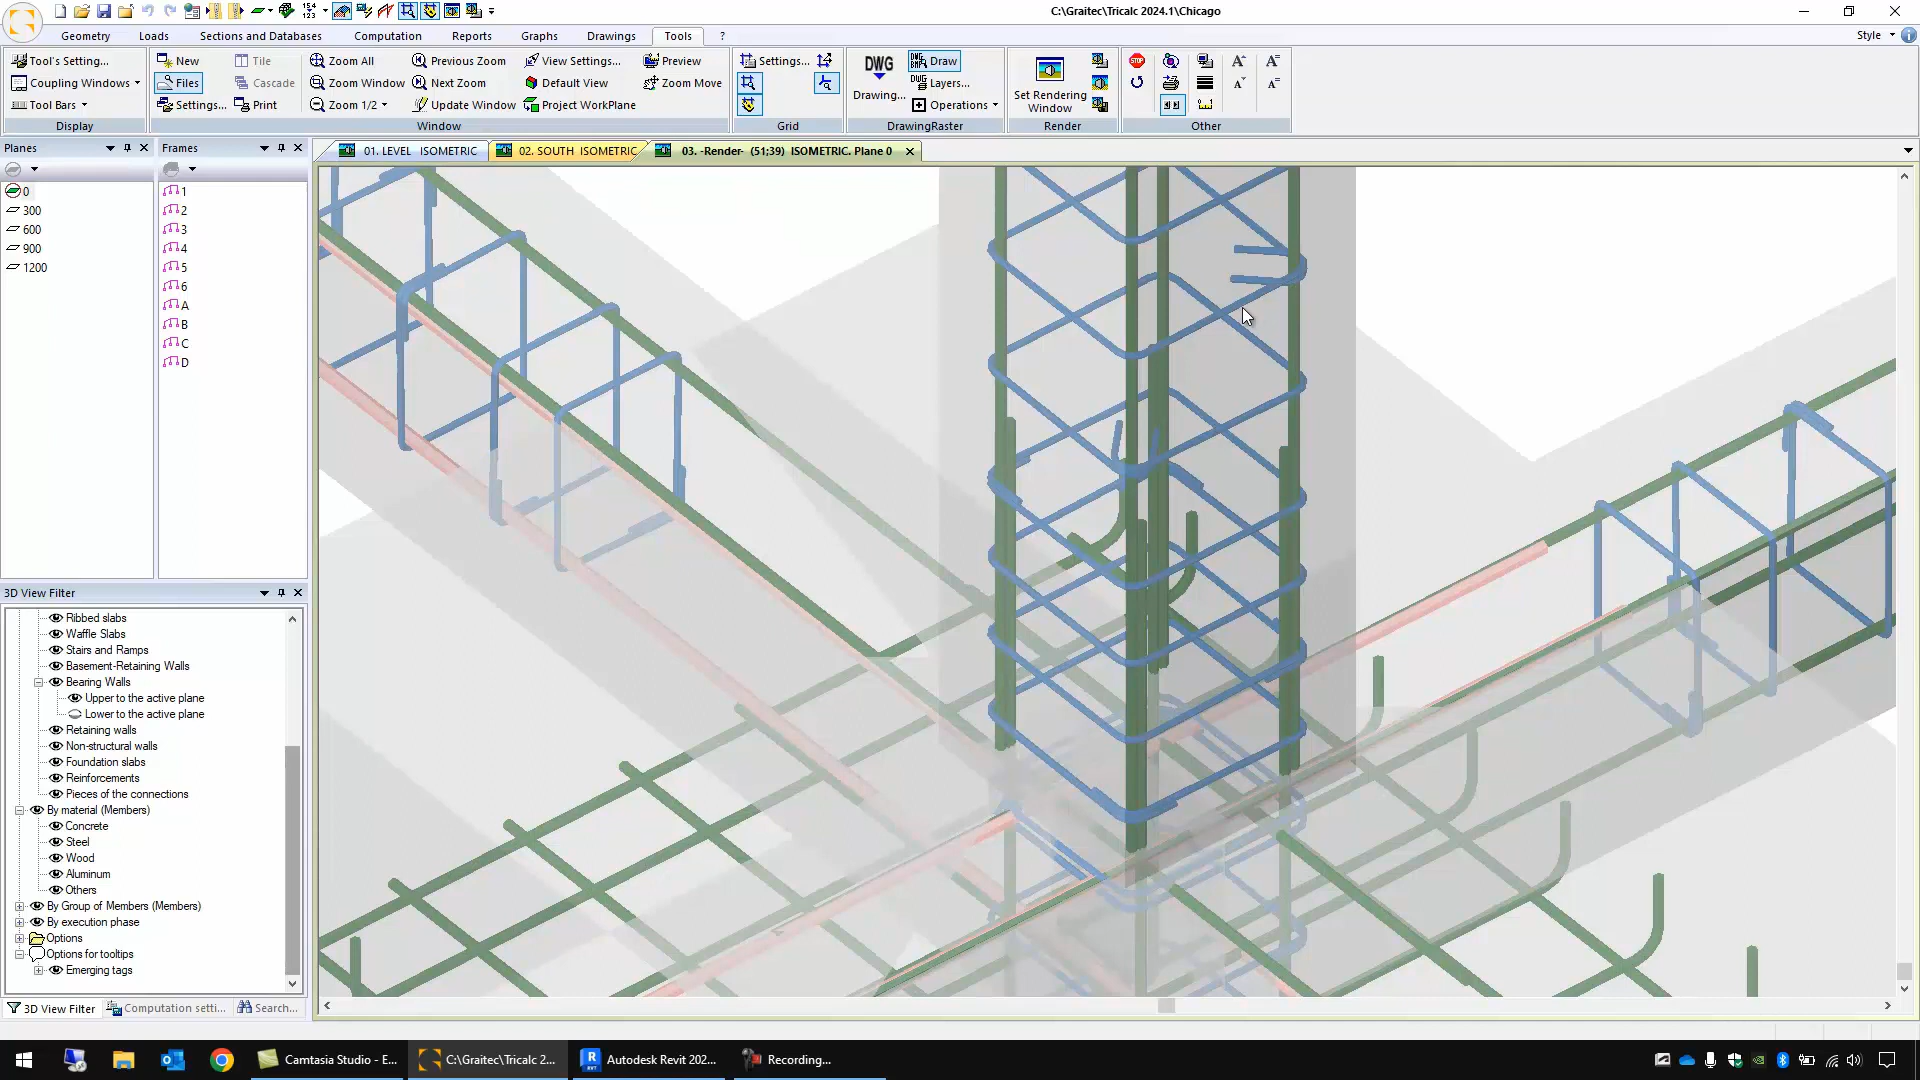 C:\Graitec\Tricalc 2024.1\Chicago
154
123
Geometry Loads Sections and Databases Computation Reports Graphs Drawings Tools ?
Style
Tool's Setting...
Coupling Windows
Tool Bars
Display
New
Files
Settings...
Tile
Cascade
Print
Zoom All
Zoom Window
Zoom 1/2
Previous Zoom
Next Zoom
Update Window
View Settings...
Default View
Project WorkPlane
Preview
Zoom Move
Window
Settings...
Grid
DWG
Drawing...
Draw
Layers...
Operations
DrawingRaster
Set Rendering
Window
Render
Other
Planes
Frames
01. LEVEL ISOMETRIC
02. SOUTH ISOMETRIC
03. -Render- (51;39) ISOMETRIC. Plane 0
0
300
600
900
1200
1
2
3
4
5
6
A
B
C
D
3D View Filter
Ribbed slabs
Waffle Slabs
Stairs and Ramps
Basement-Retaining Walls
Bearing Walls
Upper to the active plane
Lower to the active plane
Retaining walls
Non-structural walls
Foundation slabs
Reinforcements
Pieces of the connections
By material (Members)
Concrete
Steel
Wood
Aluminum
Others
By Group of Members (Members)
By execution phase
Options
Options for tooltips
Emerging tags
3D View Filter
Computation setti...
Search...
Camtasia Studio - E...
C:\Graitec\Tricalc 2...
Autodesk Revit 202...
Recording...